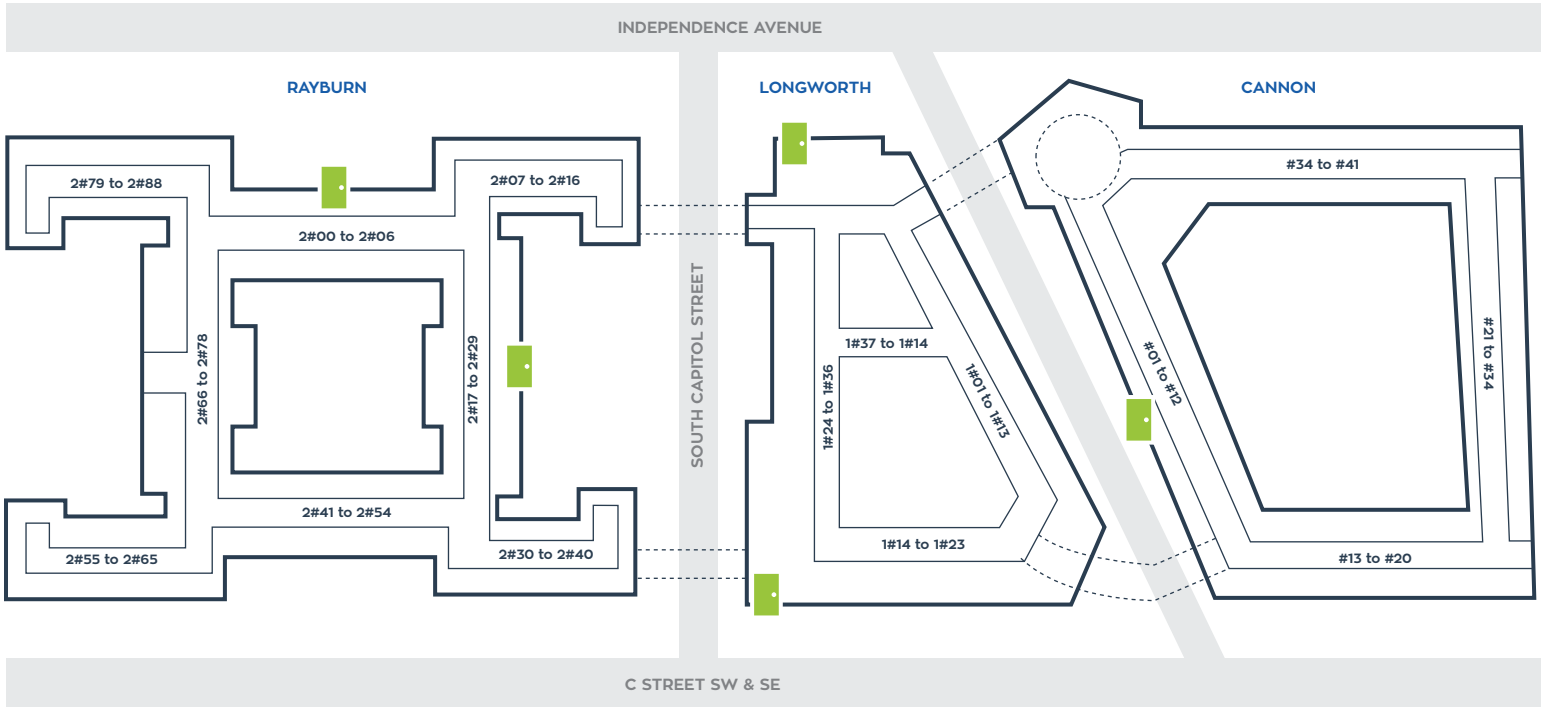 INDEPENDENCE AVENUE
RAYBURN
LONGWORTH
CANNON
2#79 to 2#88
2#07 to 2#16
2#00 to 2#06
2#66 to 2#78
2#17 to 2#29
2#41 to 2#54
2#55 to 2#65
2#30 to 2#40
SOUTH CAPITOL STREET
1#37 to 1#14
1#24 to 1#36
1#01 to 1#13
1#14 to 1#23
#34 to #41
#01 to #12
#21 to #34
#13 to #20
C STREET SW & SE